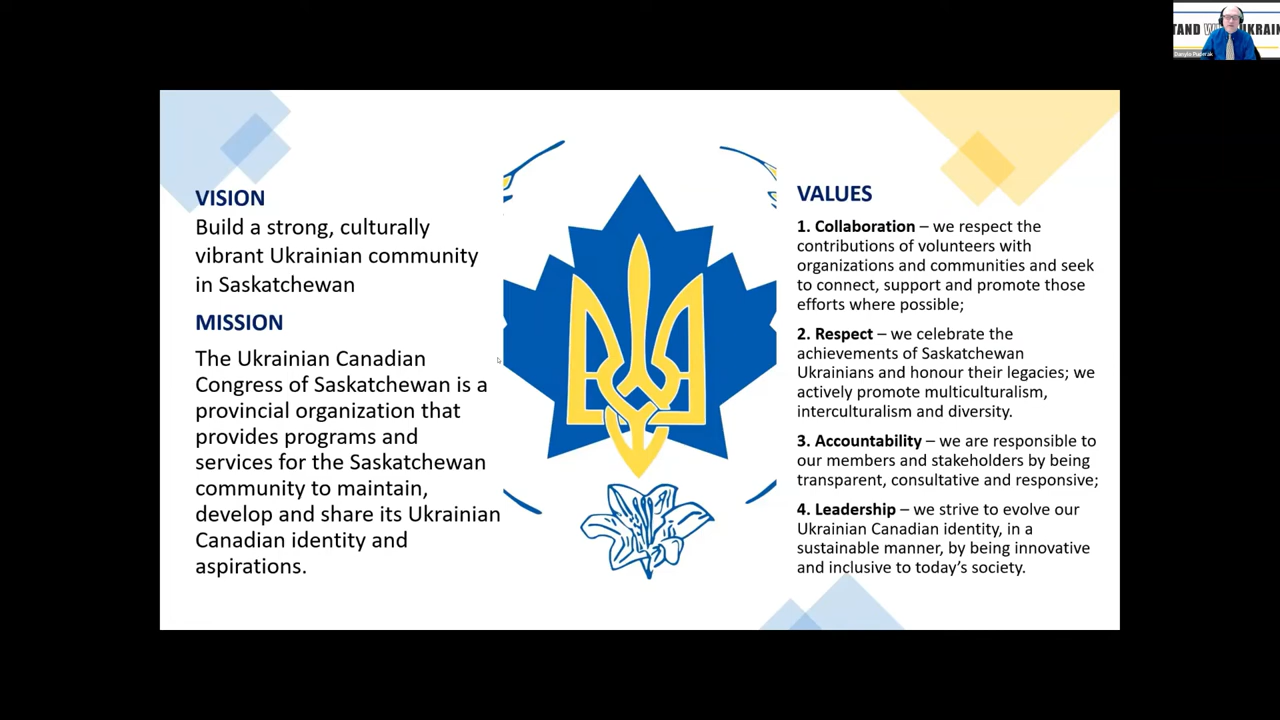 VISION
Build a strong, culturally
vibrant Ukrainian community
in Saskatchewan
MISSION
The Ukrainian Canadian
Congress of Saskatchewan is a
provincial organization that
provides programs and
services for the Saskatchewan
community to maintain,
develop and share its Ukrainian
Canadian identity and
aspirations.
VALUES
1. Collaboration – we respect the
contributions of volunteers with
organizations and communities and seek
to connect, support and promote those
efforts where possible;
2. Respect – we celebrate the
achievements of Saskatchewan
Ukrainians and honour their legacies; we
actively promote multiculturalism,
interculturalism and diversity.
3. Accountability – we are responsible to
our members and stakeholders by being
transparent, consultative and responsive;
4. Leadership – we strive to evolve our
Ukrainian Canadian identity, in a
sustainable manner, by being innovative
and inclusive to today's society.